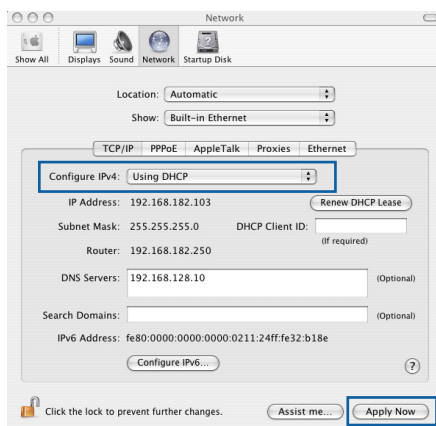 Network
Show All Displays Sound Network Startup Disk
Location: Automatic
Show: Built-in Ethernet
TCP/IP PPPoE AppleTalk Proxies Ethernet
Configure IPv4: Using DHCP
IP Address: 192.168.182.103 Renew DHCP Lease
Subnet Mask: 255.255.255.0 DHCP Client ID:
(If required)
Router: 192.168.182.250
DNS Servers: 192.168.128.10 (Optional)
Search Domains: (Optional)
IPv6 Address: fe80:0000:0000:0000:0211:24ff:fe32:b18e
Configure IPv6... ?
Click the lock to prevent further changes. Assist me... Apply Now